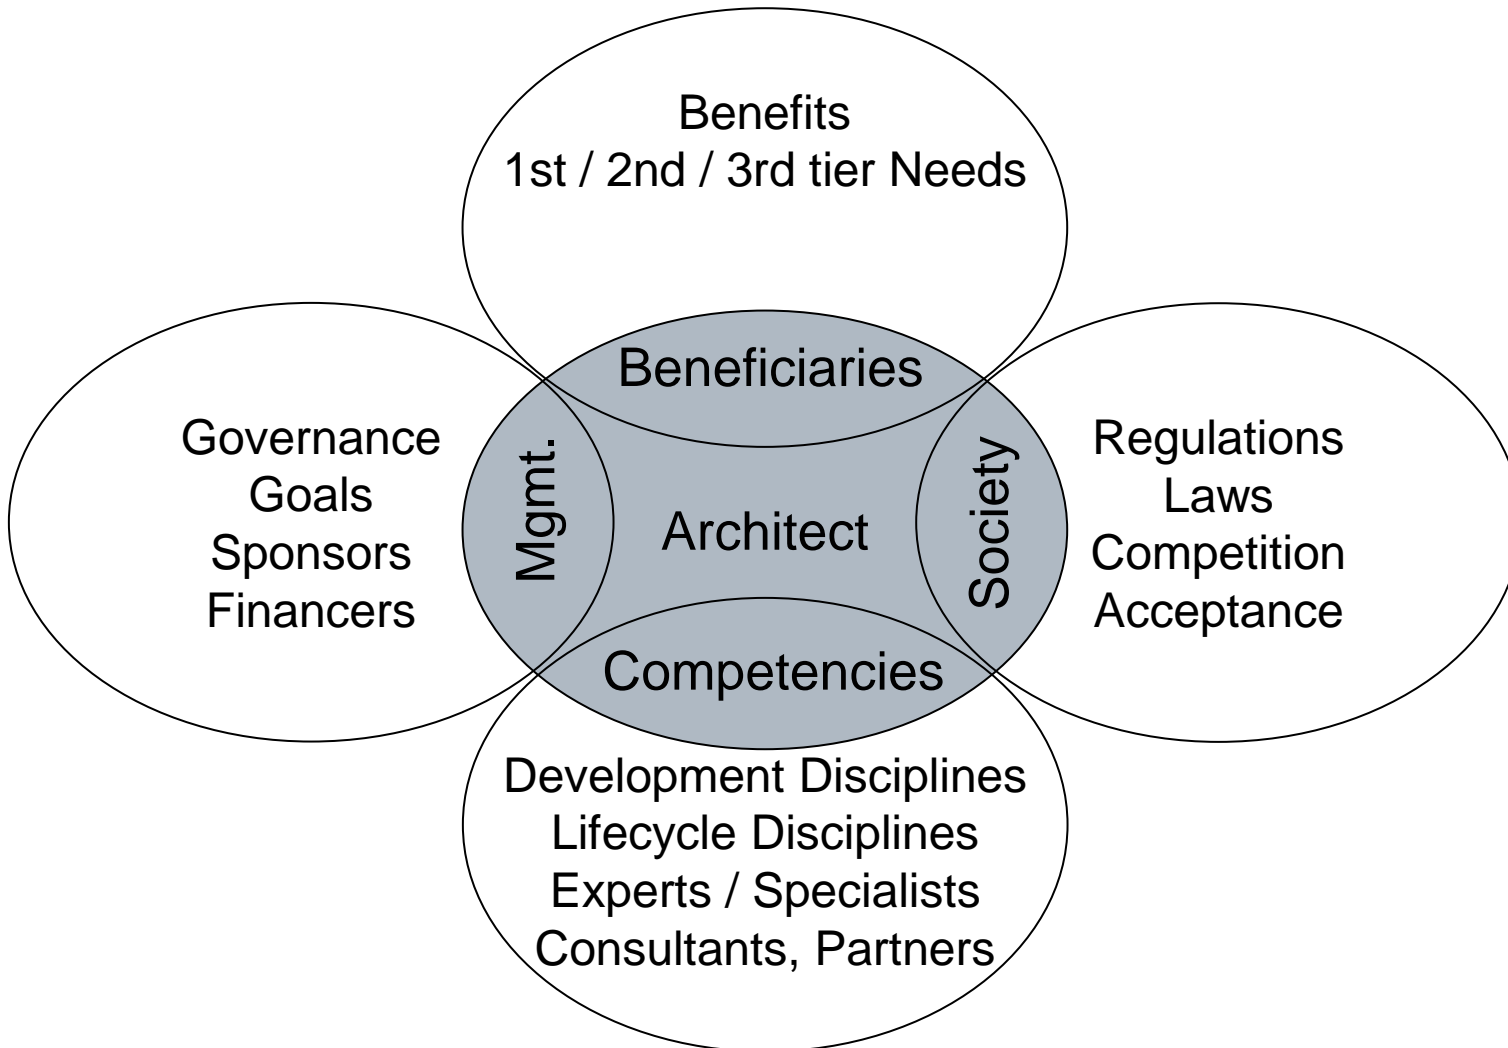 Benefits
1st / 2nd / 3rd tier Needs
Beneficiaries
Governance
Goals
Sponsors
Financers
Mgmt.
Architect
Society
Regulations
Laws
Competition
Acceptance
Competencies
Development Disciplines
Lifecycle Disciplines
Experts / Specialists
Consultants, Partners